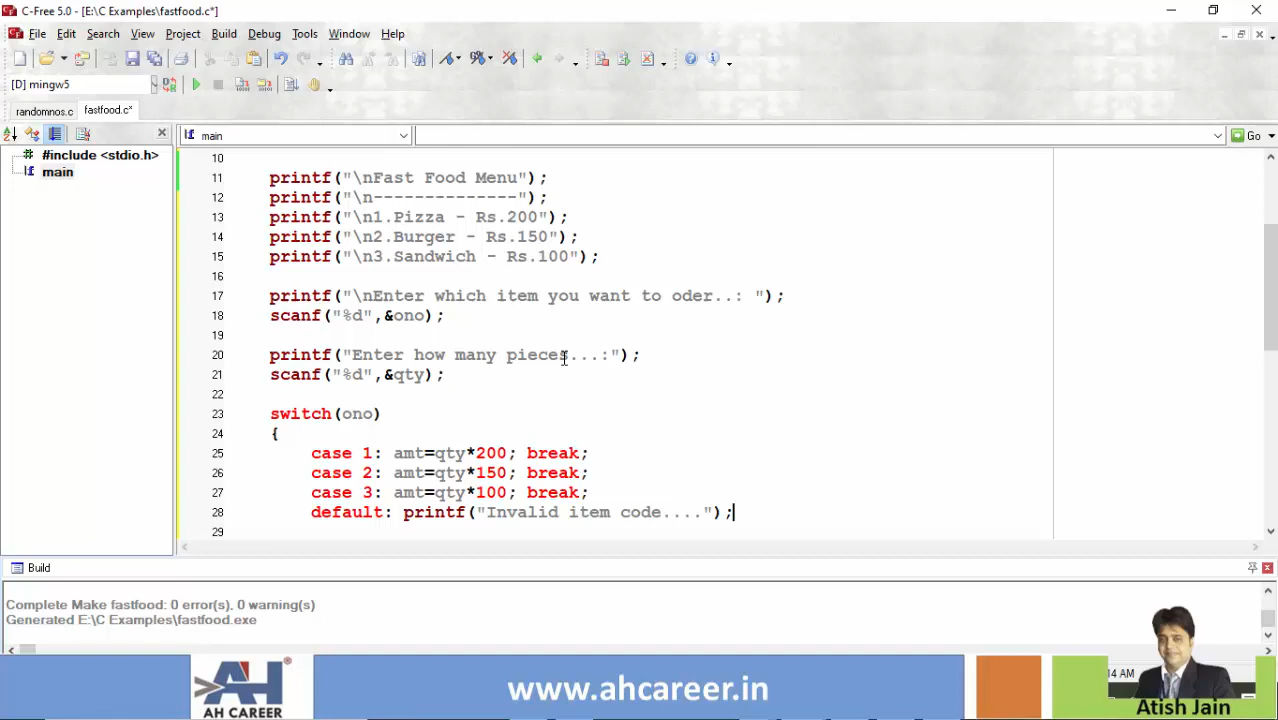 C-Free 5.0 - [E:\C Examples\fastfood.c*]
File Edit Search View Project Build Debug Tools Window Help
[D] mingw5
randomnos.c fastfood.c*
main
Go
#include <stdio.h>
main
10
11 printf("\nFast Food Menu");
12 printf("\n--------------");
13 printf("\n1.Pizza - Rs.200");
14 printf("\n2.Burger - Rs.150");
15 printf("\n3.Sandwich - Rs.100");
16
17 printf("\nEnter which item you want to oder..: ");
18 scanf("%d",&ono);
19
20 printf("Enter how many pieces...:");
21 scanf("%d",&qty);
22
23 switch(ono)
24 {
25 case 1: amt=qty*200; break;
26 case 2: amt=qty*150; break;
27 case 3: amt=qty*100; break;
28 default: printf("Invalid item code....");
29
Build
Complete Make fastfood: 0 error(s), 0 warning(s)
Generated E:\C Examples\fastfood.exe
14 AM
AH
AH CAREER
www.ahcareer.in
Atish Jain